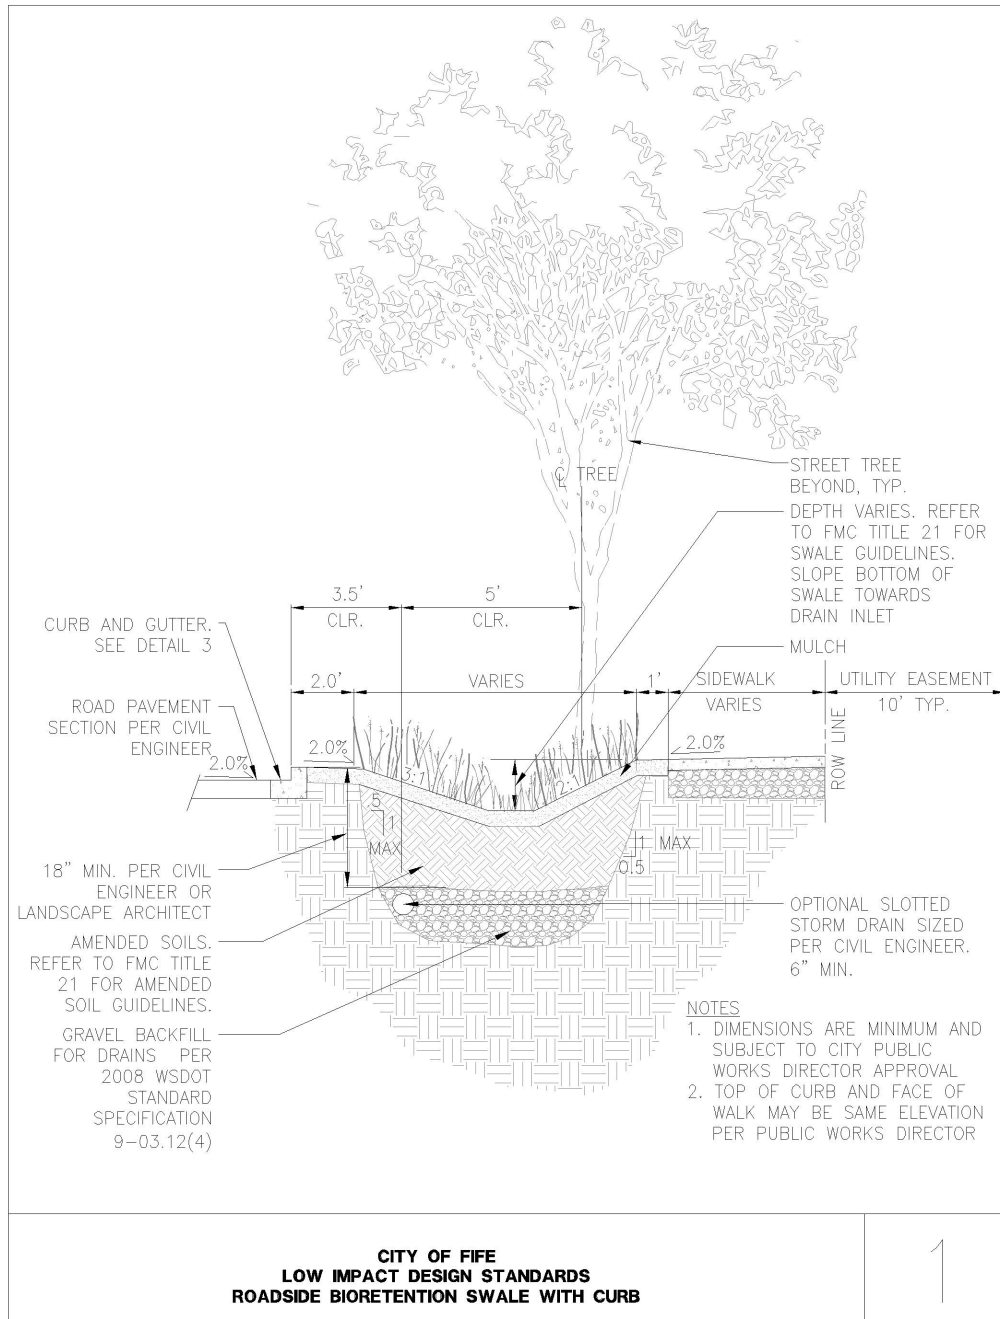 ℄ TREE
STREET TREE
BEYOND, TYP.
DEPTH VARIES. REFER
TO FMC TITLE 21 FOR
SWALE GUIDELINES.
SLOPE BOTTOM OF
SWALE TOWARDS
DRAIN INLET
3.5'
CLR.
5'
CLR.
CURB AND GUTTER.
SEE DETAIL 3
MULCH
2.0'
VARIES
1'
SIDEWALK
VARIES
UTILITY EASEMENT
10' TYP.
ROAD PAVEMENT
SECTION PER CIVIL
ENGINEER
2.0%
2.0%
2.0%
ROW LINE
3:1
2:1
5
1
MAX
1
MAX
0.5
18" MIN. PER CIVIL
ENGINEER OR
LANDSCAPE ARCHITECT
OPTIONAL SLOTTED
STORM DRAIN SIZED
PER CIVIL ENGINEER.
6" MIN.
AMENDED SOILS.
REFER TO FMC TITLE
21 FOR AMENDED
SOIL GUIDELINES.
GRAVEL BACKFILL
FOR DRAINS PER
2008 WSDOT
STANDARD
SPECIFICATION
9-03.12(4)
NOTES
1. DIMENSIONS ARE MINIMUM AND
SUBJECT TO CITY PUBLIC
WORKS DIRECTOR APPROVAL
2. TOP OF CURB AND FACE OF
WALK MAY BE SAME ELEVATION
PER PUBLIC WORKS DIRECTOR
CITY OF FIFE
LOW IMPACT DESIGN STANDARDS
ROADSIDE BIORETENTION SWALE WITH CURB
1